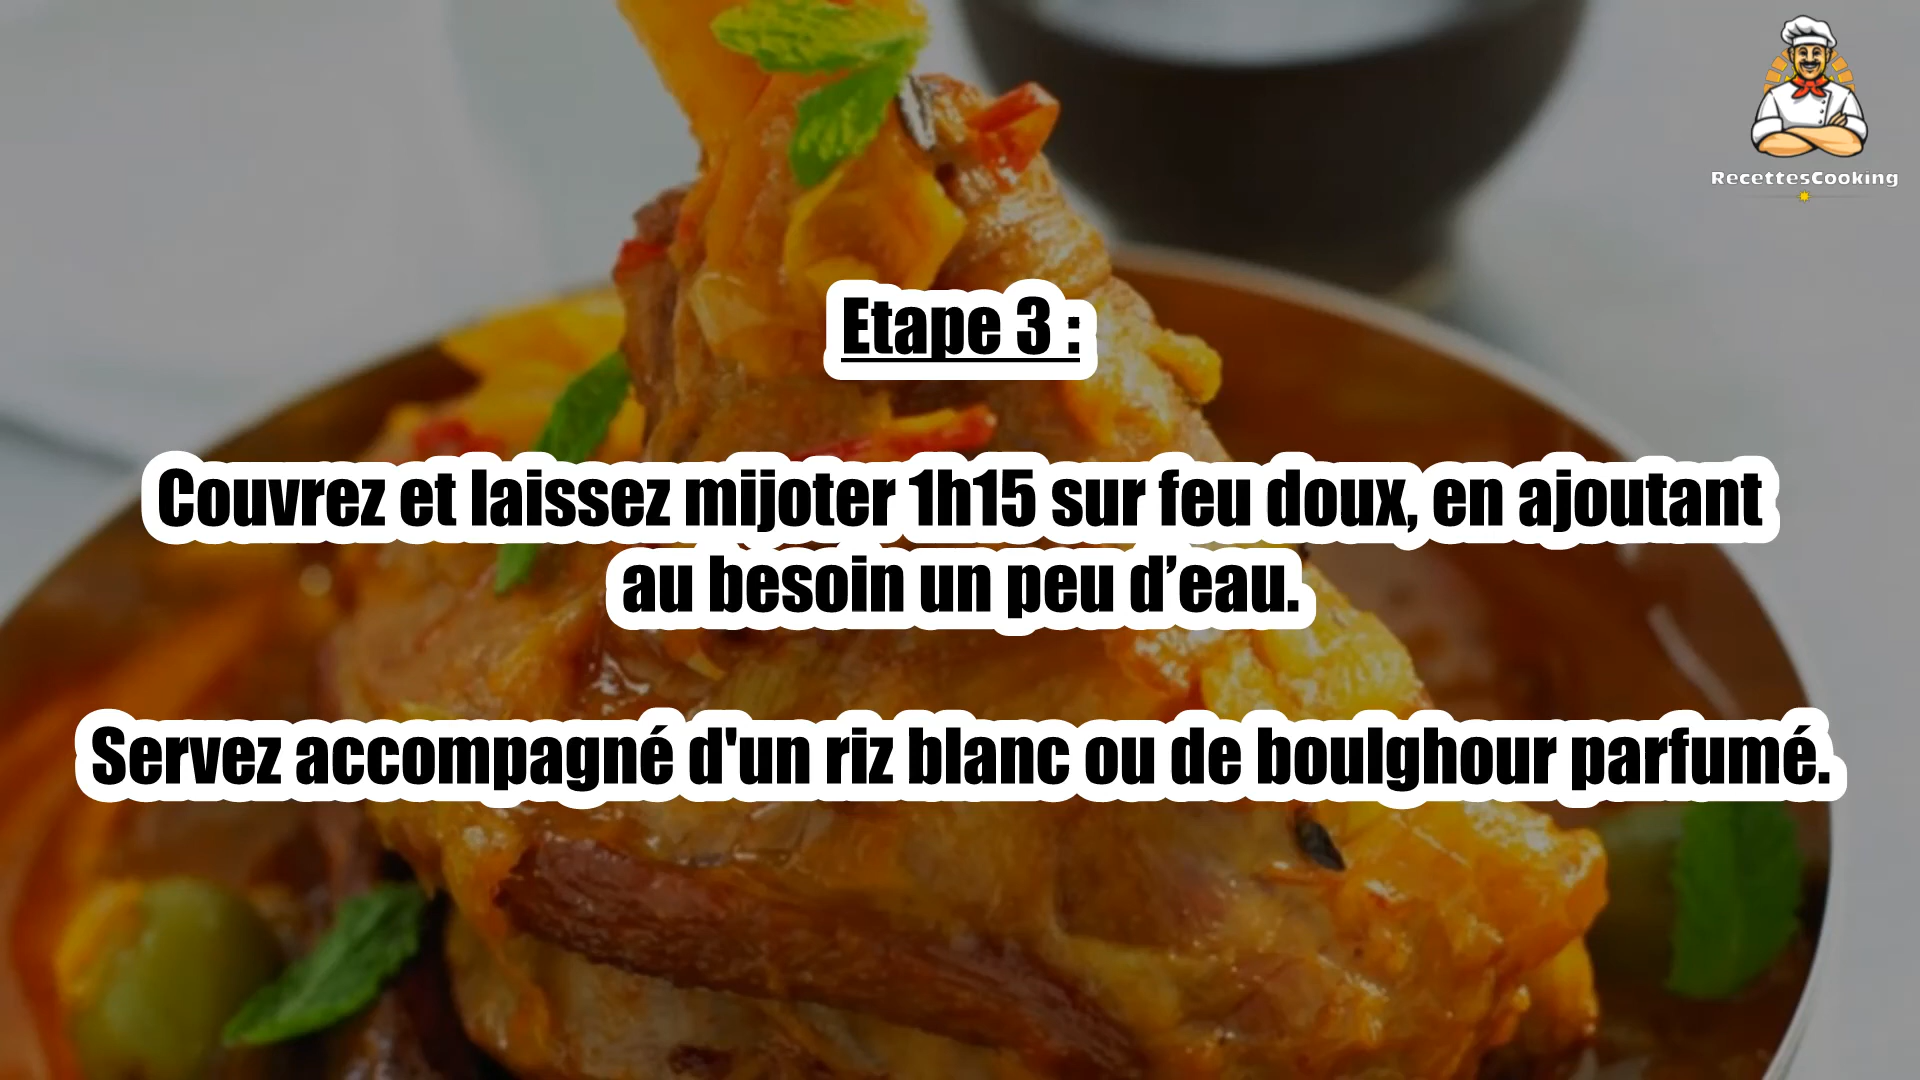 RecettesCooking
Etape 3 :
Couvrez et laissez mijoter 1h15 sur feu doux, en ajoutant
au besoin un peu d’eau.
Servez accompagné d'un riz blanc ou de boulghour parfumé.